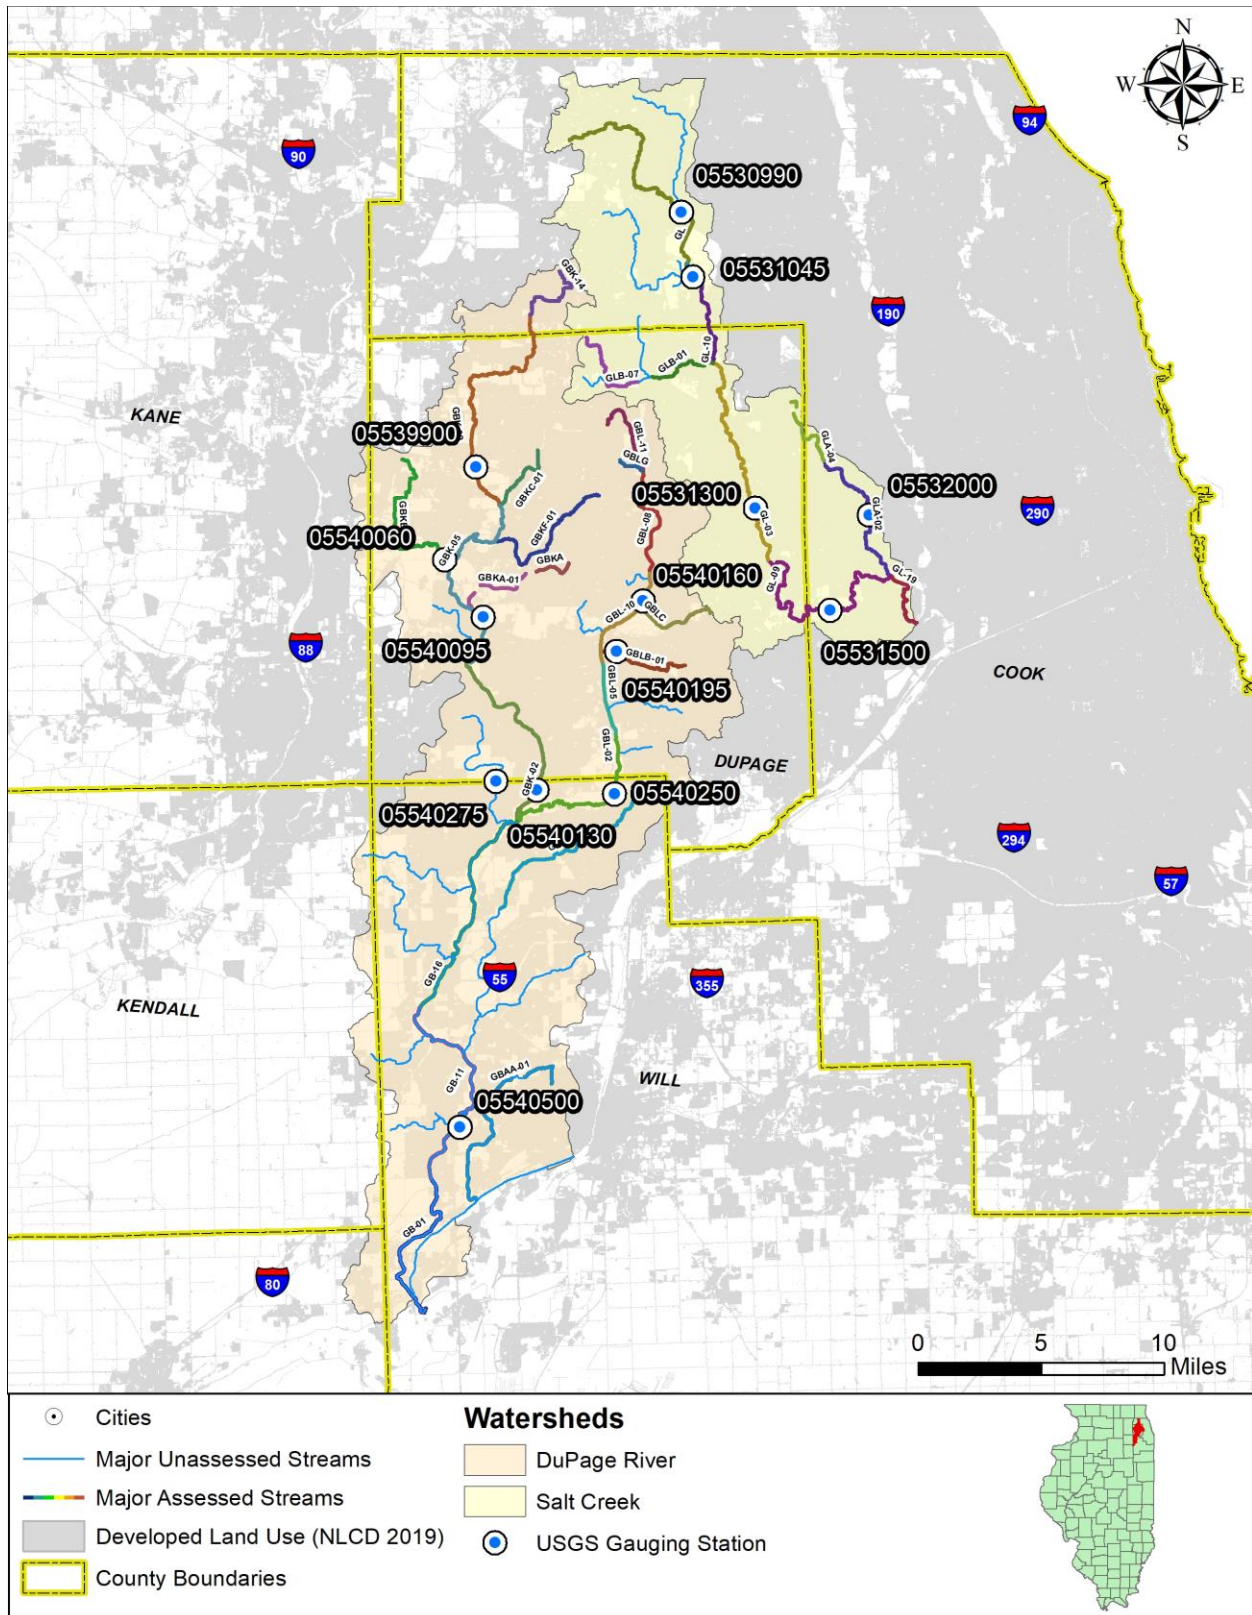 N
W E
S
94
90
05530990
GL
05531045
GBK-14
190
GL-10
GLB-01
GLB-07
KANE
05539900
GBL-11
GBLG
GLA-04
GBKC-01
05531300
05532000
290
GL-03
GLA-02
05540060
GBKF-01
GBL-08
GBK-05
GBKA
GBKA-01
05540160
GL-09
GL-19
GBL-10
GBLC
88
05540095
05531500
GBLB-01
COOK
GBL-05
05540195
GBL-02
DUPAGE
GBK-02
05540275
05540250
05540130
294
57
GB-16
55
355
KENDALL
GB-11
GBAA-01
WILL
05540500
GB-01
80
0 5 10
Miles
Cities
Major Unassessed Streams
Major Assessed Streams
Developed Land Use (NLCD 2019)
County Boundaries
Watersheds
DuPage River
Salt Creek
USGS Gauging Station